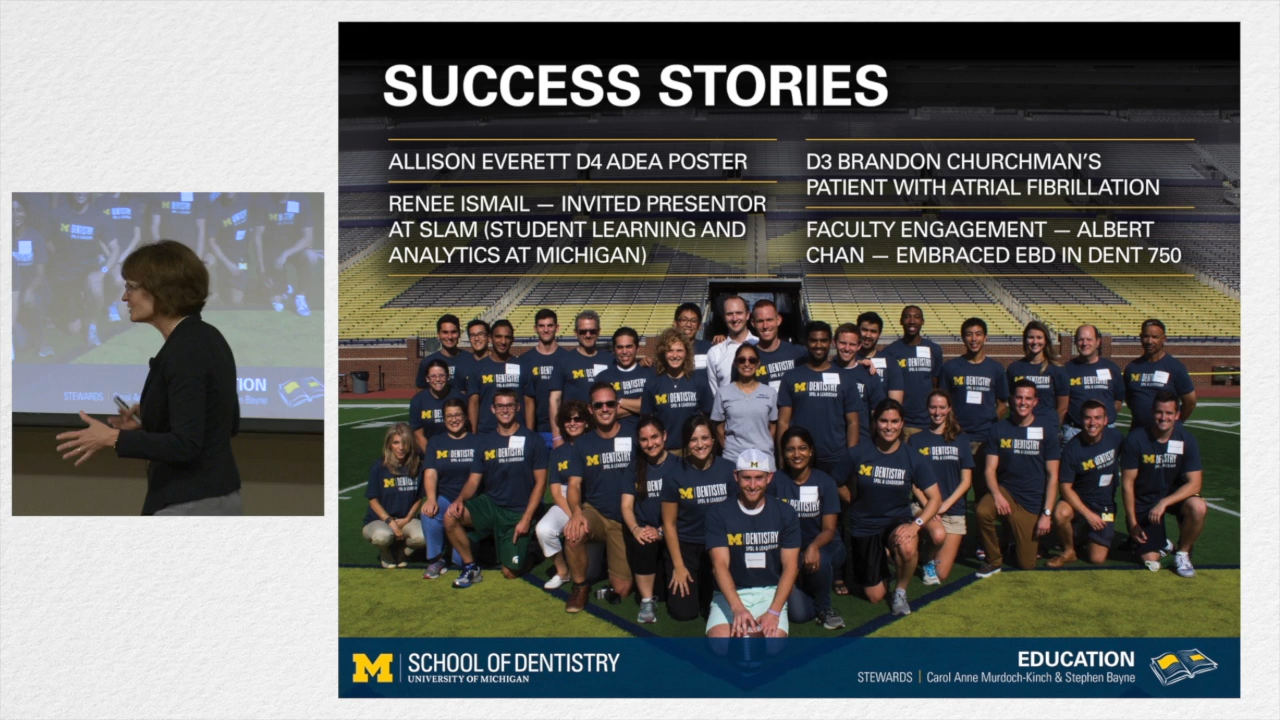 SUCCESS STORIES
ALLISON EVERETT D4 ADEA POSTER
RENEE ISMAIL — INVITED PRESENTOR
AT SLAM (STUDENT LEARNING AND
ANALYTICS AT MICHIGAN)
D3 BRANDON CHURCHMAN'S
PATIENT WITH ATRIAL FIBRILLATION
FACULTY ENGAGEMENT — ALBERT
CHAN — EMBRACED EBD IN DENT 750
M DENTISTRY
M SCHOOL OF DENTISTRY
UNIVERSITY OF MICHIGAN
EDUCATION
STEWARDS | Carol Anne Murdoch-Kinch & Stephen Bayne